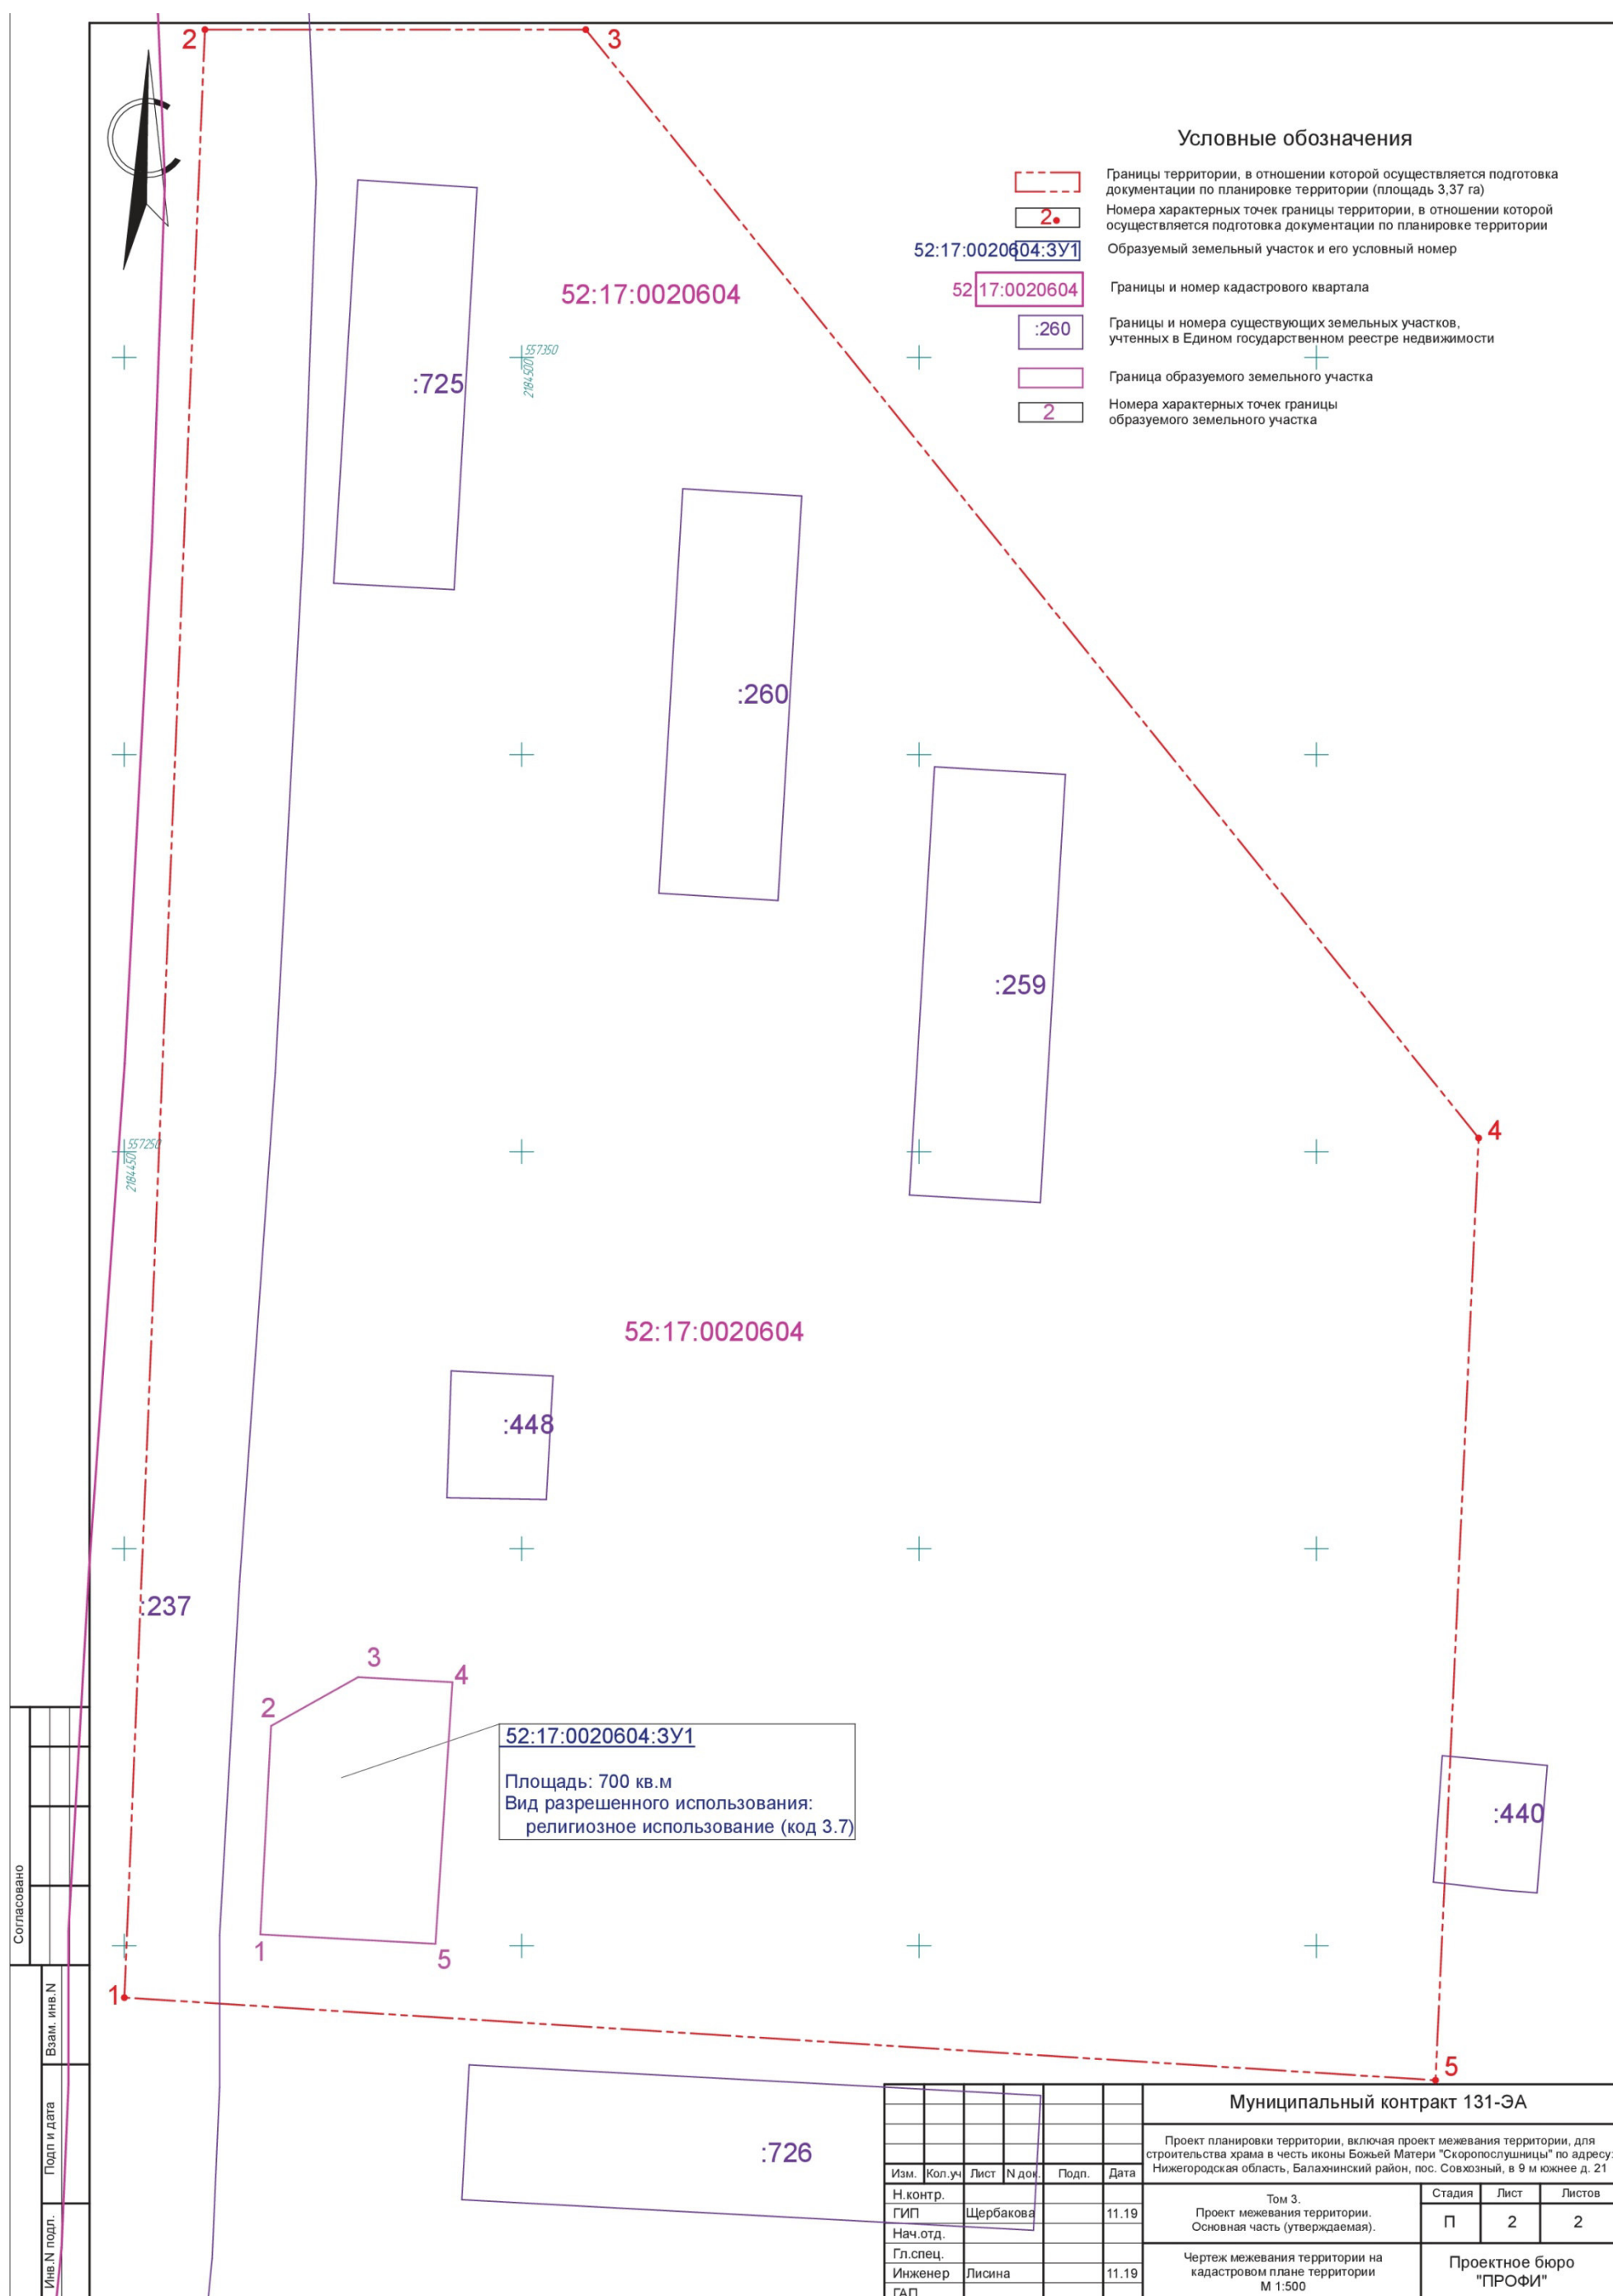 2
3
Условные обозначения
Границы территории, в отношении которой осуществляется подготовка
документации по планировке территории (площадь 3,37 га)
2
Номера характерных точек границы территории, в отношении которой
осуществляется подготовка документации по планировке территории
52:17:0020604:ЗУ1
Образуемый земельный участок и его условный номер
52:17:0020604
Границы и номер кадастрового квартала
:260
Границы и номера существующих земельных участков,
учтенных в Едином государственном реестре недвижимости
Граница образуемого земельного участка
2
Номера характерных точек границы
образуемого земельного участка
52:17:0020604
557350
2184500
:725
:260
:259
4
557250
2184450
52:17:0020604
:448
:237
3
4
2
52:17:0020604:ЗУ1
Площадь: 700 кв.м
Вид разрешенного использования:
религиозное использование (код 3.7)
:440
1
5
1
5
:726
Согласовано
Взам. инв.N
Подп и дата
Инв.N подл.
Муниципальный контракт 131-ЭА
Проект планировки территории, включая проект межевания территории, для
строительства храма в честь иконы Божьей Матери "Скоропослушницы" по адресу:
Нижегородская область, Балахнинский район, пос. Совхозный, в 9 м южнее д. 21
Изм. Кол.уч Лист N док. Подп. Дата
Н.контр.
ГИП Щербакова 11.19
Нач.отд.
Гл.спец.
Инженер Лисина 11.19
ГАП
Том 3.
Проект межевания территории.
Основная часть (утверждаемая).
Стадия Лист Листов
П 2 2
Чертеж межевания территории на
кадастровом плане территории
М 1:500
Проектное бюро
"ПРОФИ"